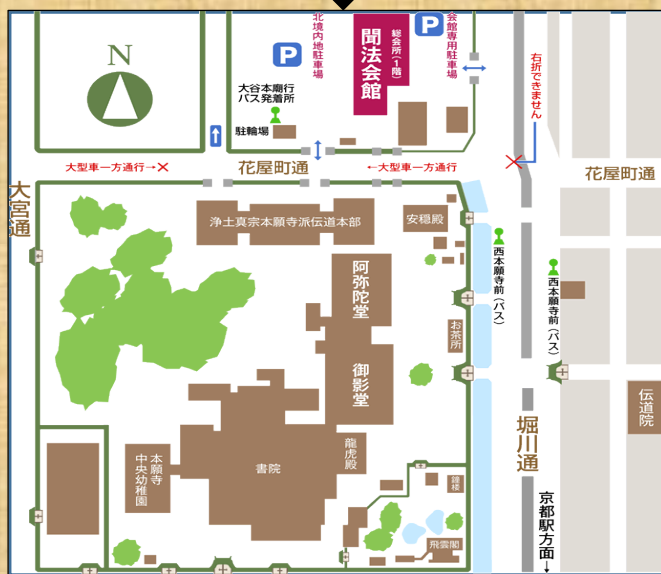 N
P
北境内地駐車場
総会所(1階)
聞法会館
P
会館専用駐車場
大谷本廟行
バス発着所
駐輪場
右折できません
大型車一方通行→
花屋町通
←大型車一方通行
花屋町通
大宮通
浄土真宗本願寺派伝道本部
安穏殿
阿弥陀堂
西本願寺前(バス)
西本願寺前(バス)
お茶所
御影堂
伝道院
堀川通
龍虎殿
書院
本願寺
中央幼稚園
鐘楼
飛雲閣
京都駅方面→